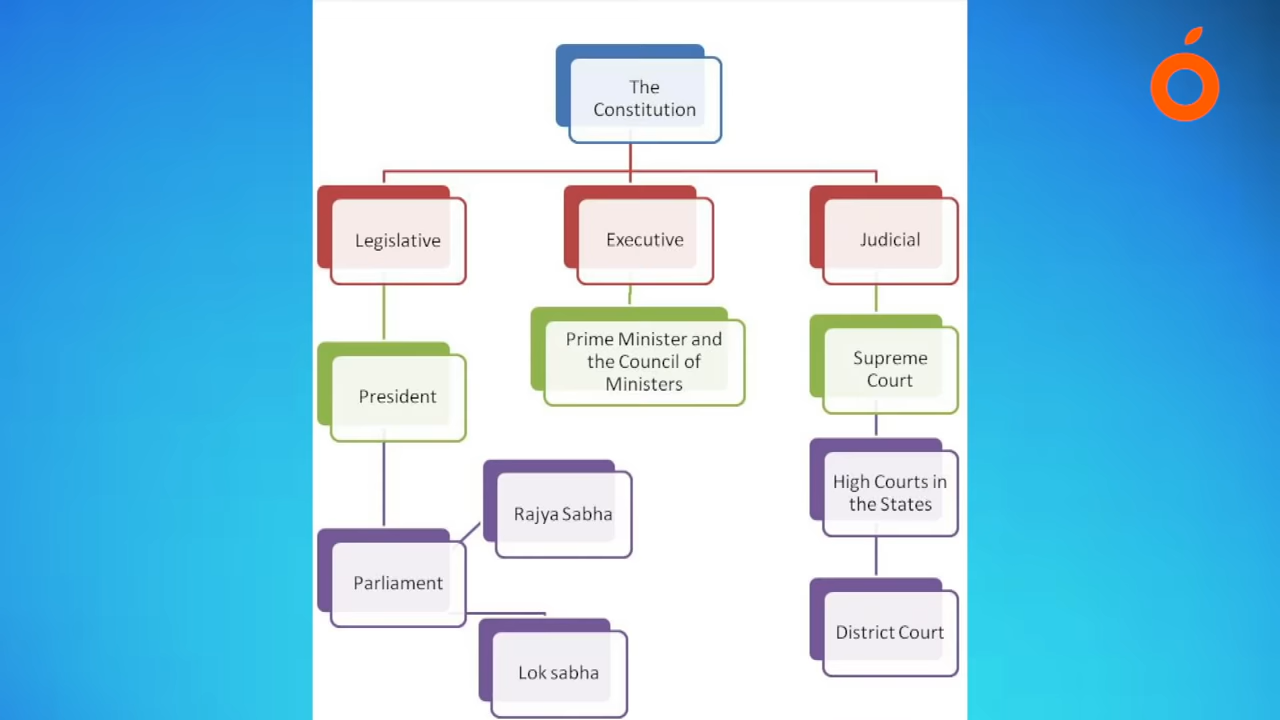 The
Constitution
Legislative
Executive
Judicial
Prime Minister and
the Council of
Ministers
Supreme
Court
President
High Courts in
the States
Rajya Sabha
Parliament
District Court
Lok sabha